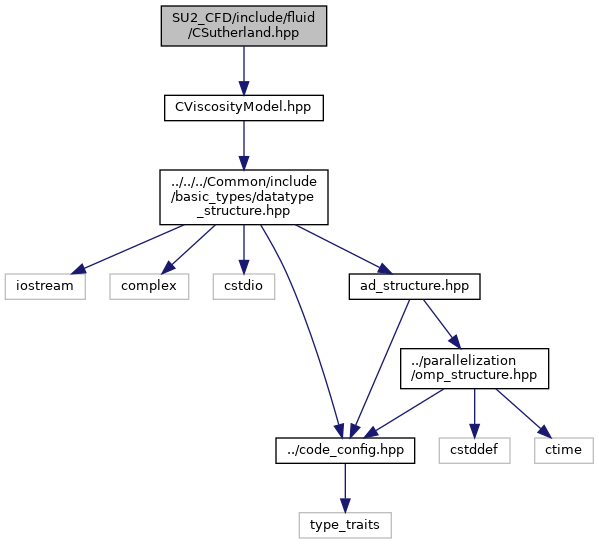 SU2_CFD/include/fluid
/CSutherland.hpp
CViscosityModel.hpp
../../../Common/include
/basic_types/datatype
_structure.hpp
iostream
complex
cstdio
ad_structure.hpp
../parallelization
/omp_structure.hpp
../code_config.hpp
cstddef
ctime
type_traits